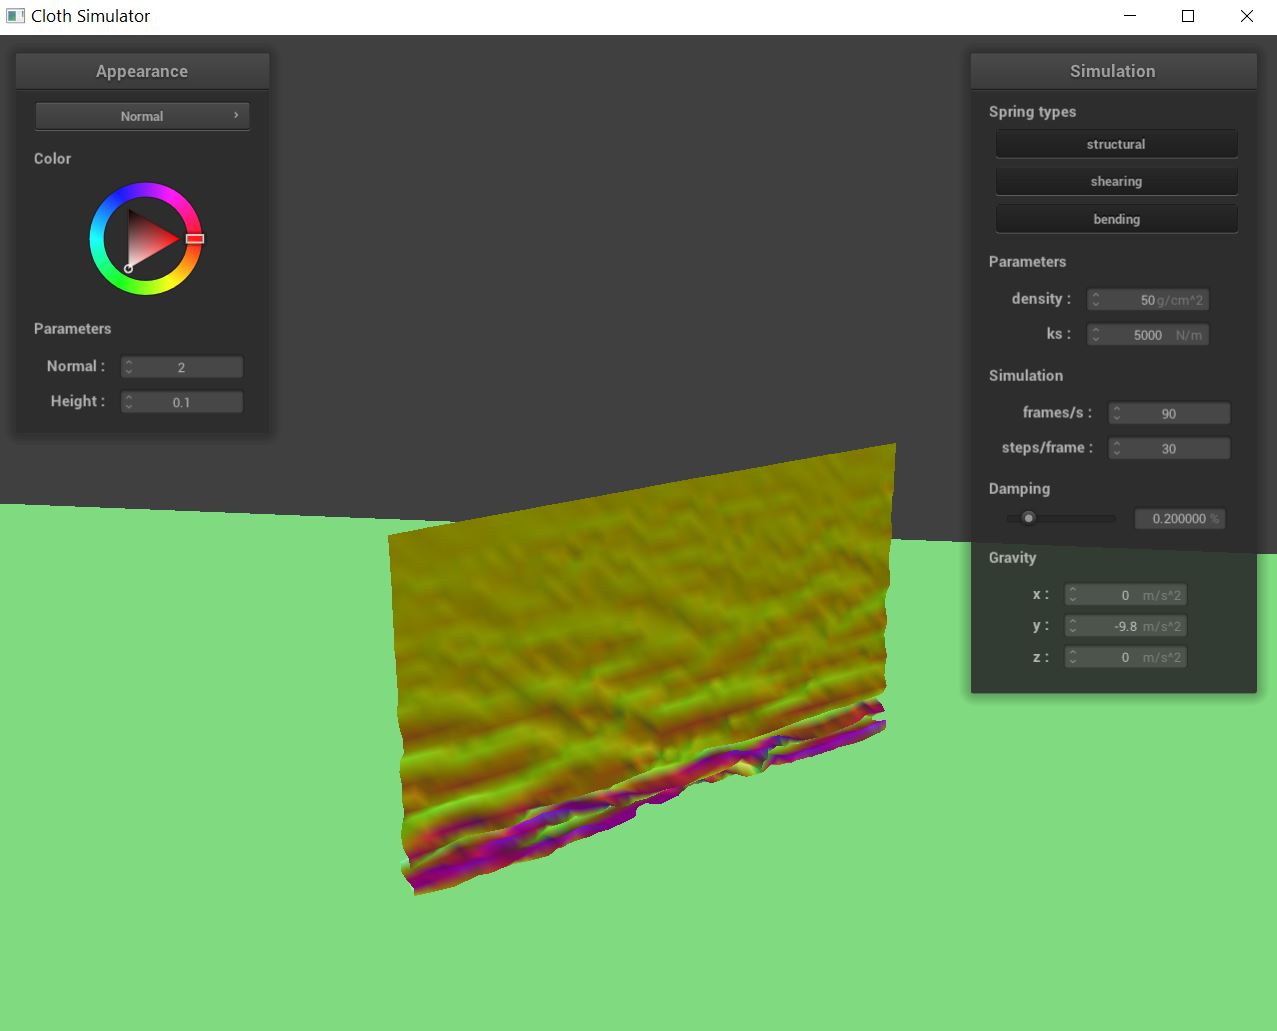 Cloth Simulator
Appearance
Normal
Color
Parameters
Normal : 2
Height : 0.1
Simulation
Spring types
structural
shearing
bending
Parameters
density : 50 g/cm^2
ks : 5000 N/m
Simulation
frames/s : 90
steps/frame : 30
Damping
0.200000 %
Gravity
x : 0 m/s^2
y : -9.8 m/s^2
z : 0 m/s^2